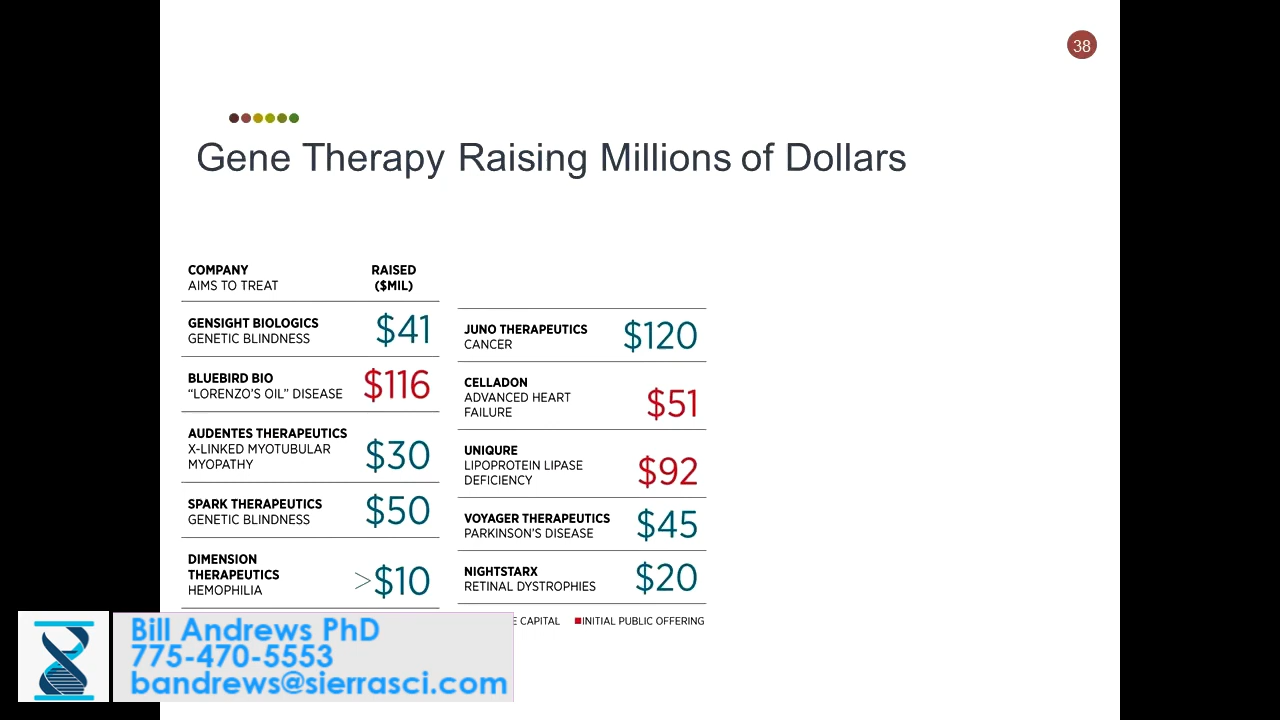 38
Gene Therapy Raising Millions of Dollars
COMPANY RAISED
AIMS TO TREAT ($MIL)
GENSIGHT BIOLOGICS
GENETIC BLINDNESS
$41
BLUEBIRD BIO
“LORENZO’S OIL” DISEASE
$116
AUDENTES THERAPEUTICS
X-LINKED MYOTUBULAR
MYOPATHY
$30
SPARK THERAPEUTICS
GENETIC BLINDNESS
$50
DIMENSION
THERAPEUTICS
HEMOPHILIA
>$10
JUNO THERAPEUTICS
CANCER
$120
CELLADON
ADVANCED HEART
FAILURE
$51
UNIQURE
LIPOPROTEIN LIPASE
DEFICIENCY
$92
VOYAGER THERAPEUTICS
PARKINSON’S DISEASE
$45
NIGHTSTARX
RETINAL DYSTROPHIES
$20
CAPITAL INITIAL PUBLIC OFFERING
Bill Andrews PhD
775-470-5553
bandrews@sierrasci.com